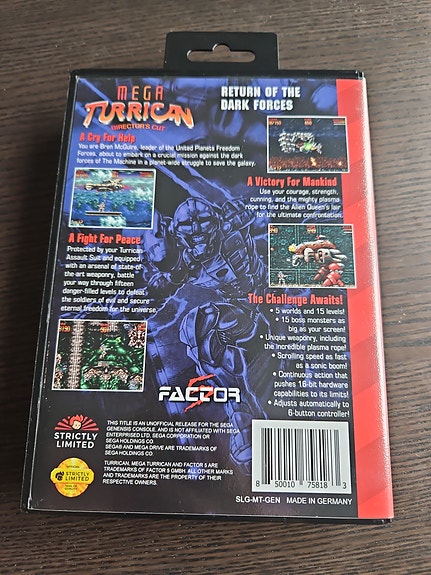 MEGA
TURRICAN
DIRECTOR'S CUT
RETURN OF THE
DARK FORCES
A Cry For Help
You are Bren McGuire, leader of the United Planets Freedom
Forces, about to embark on a crucial mission against the dark
forces of The Machine in a planet-wide struggle to save the galaxy.
A Victory For Mankind
Use your courage, strength,
cunning, and the mighty plasma
rope to find the Alien Queen's lair
for the ultimate confrontation.
A Fight For Peace
Protected by your Turrican
Assault Suit and equipped
with an arsenal of state-of-
the-art weaponry, battle
your way through fifteen
danger-filled levels to defeat
the soldiers of evil and secure
eternal freedom for the universe.
The Challenge Awaits!
• 5 worlds and 15 levels!
• 15 boss monsters as
big as your screen!
• Unique weaponry, including
the incredible plasma rope!
• Scrolling speed as fast
as a sonic boom!
• Continuous action that
pushes 16-bit hardware
capabilities to its limits!
• Adjusts automatically to
6-button controller!
FACTOR 5
STRICTLY
LIMITED
THIS TITLE IS AN UNOFFICIAL RELEASE FOR THE SEGA
GENENSIS CONSOLE, AND IS NOT AFFILIATED WITH SEGA
ENTERPRISED LTD, SEGA CORPORATION OR
SEGA HOLDINGS CO.
SEGA® AND MEGA DRIVE ARE TRADEMARKS OF
SEGA HOLDING CO.
TURRICAN, MEGA TURRICAN AND FACTOR 5 ARE
TRADEMARKS OF FACTOR 5 GMBH. ALL OTHER MARKS
AND TRADEMARKS ARE THE PROPERTY OF THEIR
RESPECTIVE OWNERS.
STRICTLY
LIMITED
8 50010 75818 3
SLG-MT-GEN MADE IN GERMANY